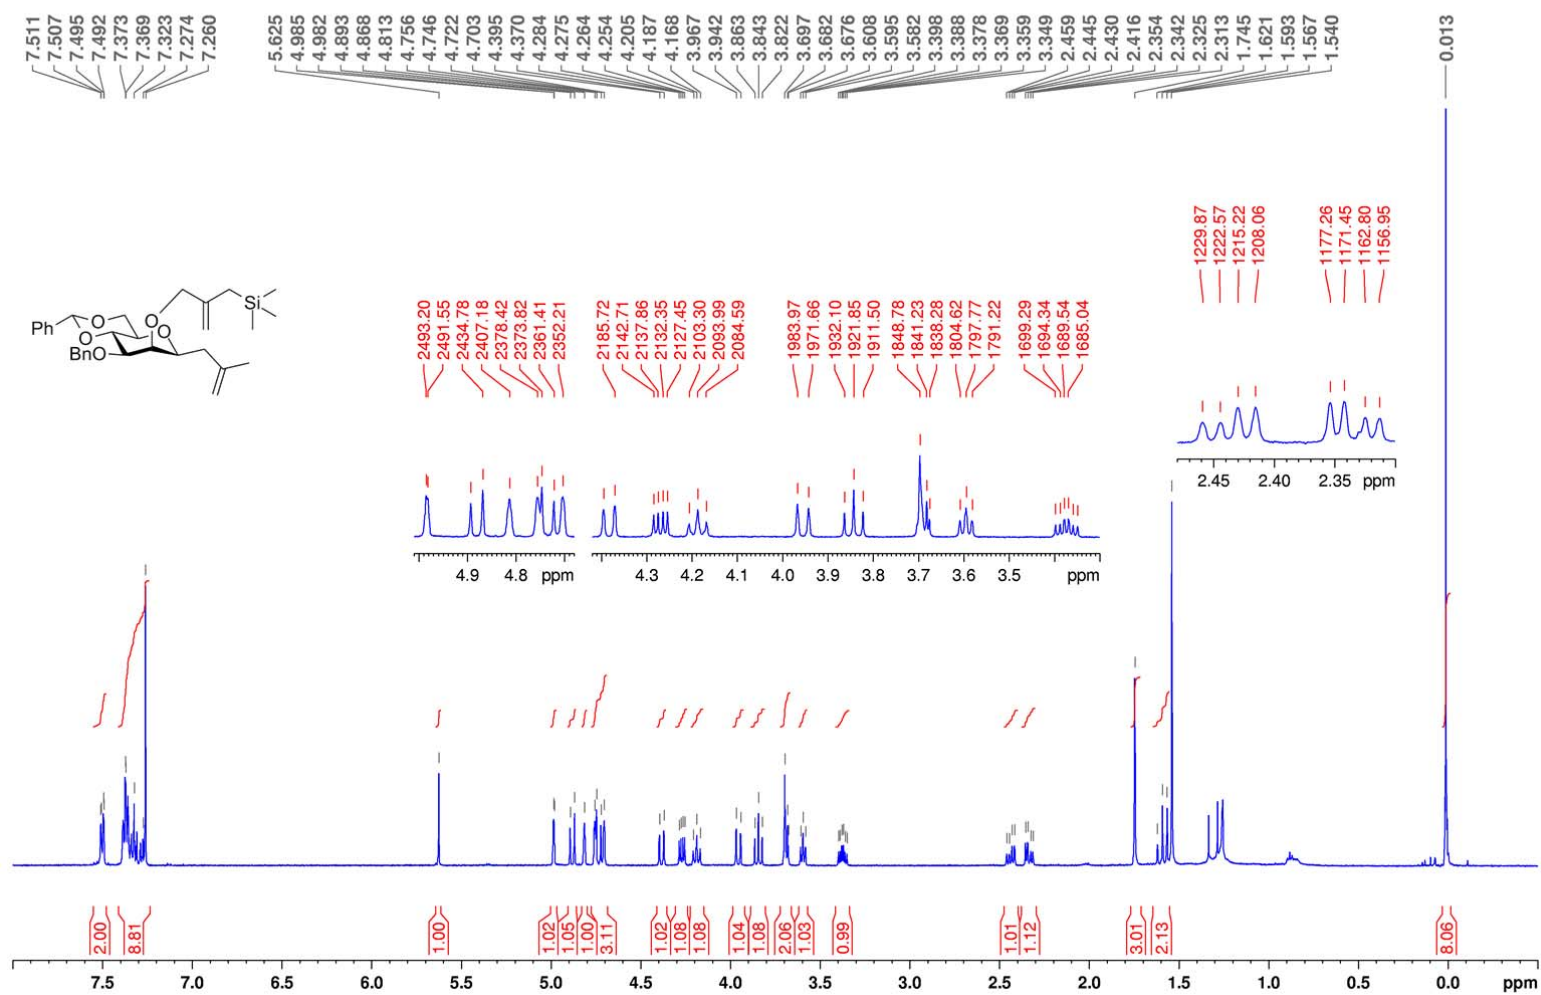 7.511 7.507 7.495 7.492 7.373 7.369 7.323 7.274 7.260 5.625 4.985 4.982 4.893 4.868 4.813 4.756 4.746 4.722 4.703 4.395 4.370 4.284 4.275 4.264 4.254 4.205 4.187 4.168 3.967 3.942 3.863 3.843 3.822 3.697 3.682 3.676 3.608 3.595 3.582 3.398 3.388 3.378 3.369 3.359 3.349 2.459 2.445 2.430 2.416 2.354 2.342 2.325 2.313 1.745 1.621 1.593 1.567 1.540 0.013
1229.87 1222.57 1215.22 1208.06 1177.26 1171.45 1162.80 1156.95
Ph O O O O O BnO Si
2493.20 2491.55 2434.78 2407.18 2378.42 2373.82 2361.41 2352.21 2185.72 2142.71 2137.86 2132.35 2127.45 2103.30 2093.99 2084.59 1983.97 1971.66 1932.10 1921.85 1911.50 1848.78 1841.23 1838.28 1804.62 1797.77 1791.22 1699.29 1694.34 1689.54 1685.04
2.45 2.40 2.35 ppm
4.9 4.8 ppm 4.3 4.2 4.1 4.0 3.9 3.8 3.7 3.6 3.5 ppm
2.00 8.81 1.00 1.02 1.05 1.00 3.11 1.02 1.08 1.08 1.04 1.08 2.06 1.03 0.99 1.01 1.12 3.01 2.13 8.06
7.5 7.0 6.5 6.0 5.5 5.0 4.5 4.0 3.5 3.0 2.5 2.0 1.5 1.0 0.5 0.0 ppm